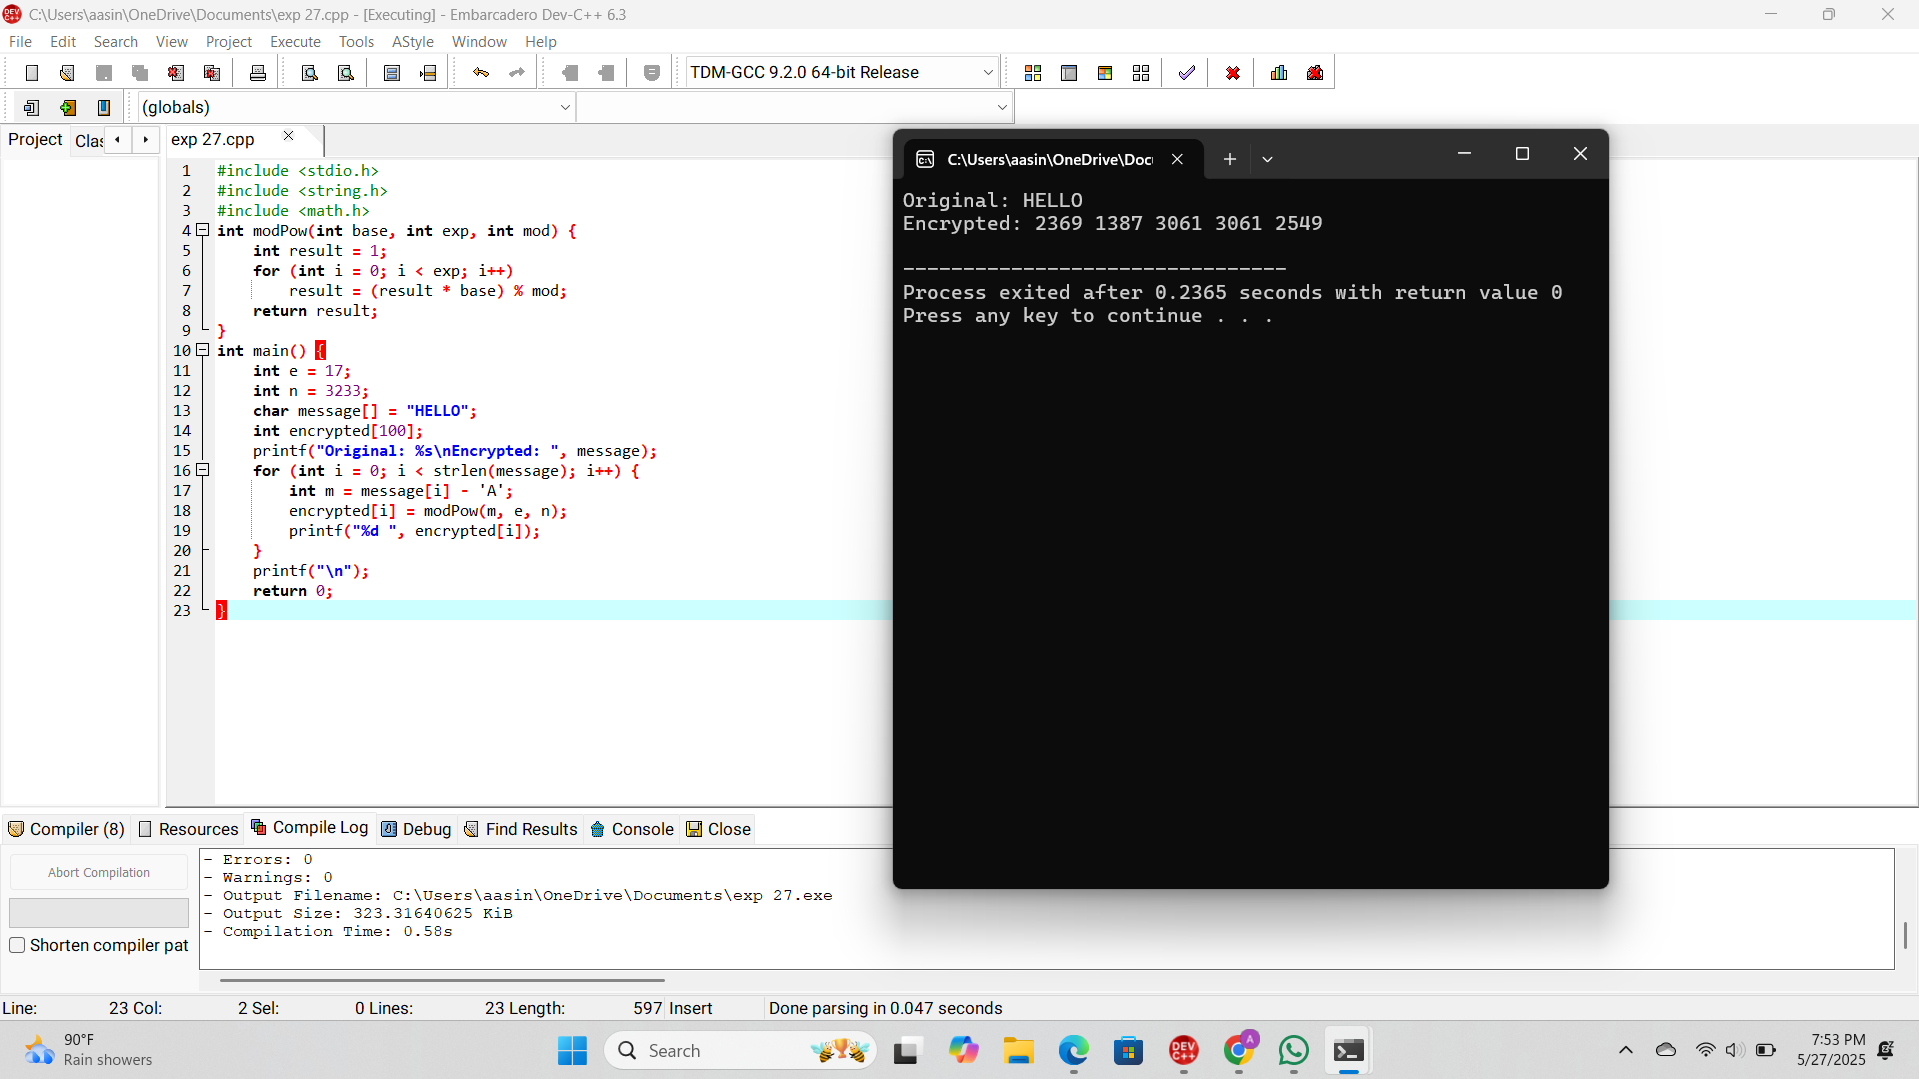 C:\Users\aasin\OneDrive\Documents\exp 27.cpp - [Executing] - Embarcadero Dev-C++ 6.3
File Edit Search View Project Execute Tools AStyle Window Help
TDM-GCC 9.2.0 64-bit Release
(globals)
Project Clas exp 27.cpp
1 #include <stdio.h>
2 #include <string.h>
3 #include <math.h>
4 int modPow(int base, int exp, int mod) {
5 int result = 1;
6 for (int i = 0; i < exp; i++)
7 result = (result * base) % mod;
8 return result;
9 }
10 int main() {
11 int e = 17;
12 int n = 3233;
13 char message[] = "HELLO";
14 int encrypted[100];
15 printf("Original: %s\nEncrypted: ", message);
16 for (int i = 0; i < strlen(message); i++) {
17 int m = message[i] - 'A';
18 encrypted[i] = modPow(m, e, n);
19 printf("%d ", encrypted[i]);
20 }
21 printf("\n");
22 return 0;
23 }
C:\Users\aasin\OneDrive\Doc
Original: HELLO
Encrypted: 2369 1387 3061 3061 2549
--------------------------------
Process exited after 0.2365 seconds with return value 0
Press any key to continue . . .
Compiler (8) Resources Compile Log Debug Find Results Console Close
Abort Compilation
Shorten compiler pat
- Errors: 0
- Warnings: 0
- Output Filename: C:\Users\aasin\OneDrive\Documents\exp 27.exe
- Output Size: 323.31640625 KiB
- Compilation Time: 0.58s
Line: 23 Col: 2 Sel: 0 Lines: 23 Length: 597 Insert Done parsing in 0.047 seconds
90°F
Rain showers
Search
DEV C++
A
7:53 PM
5/27/2025